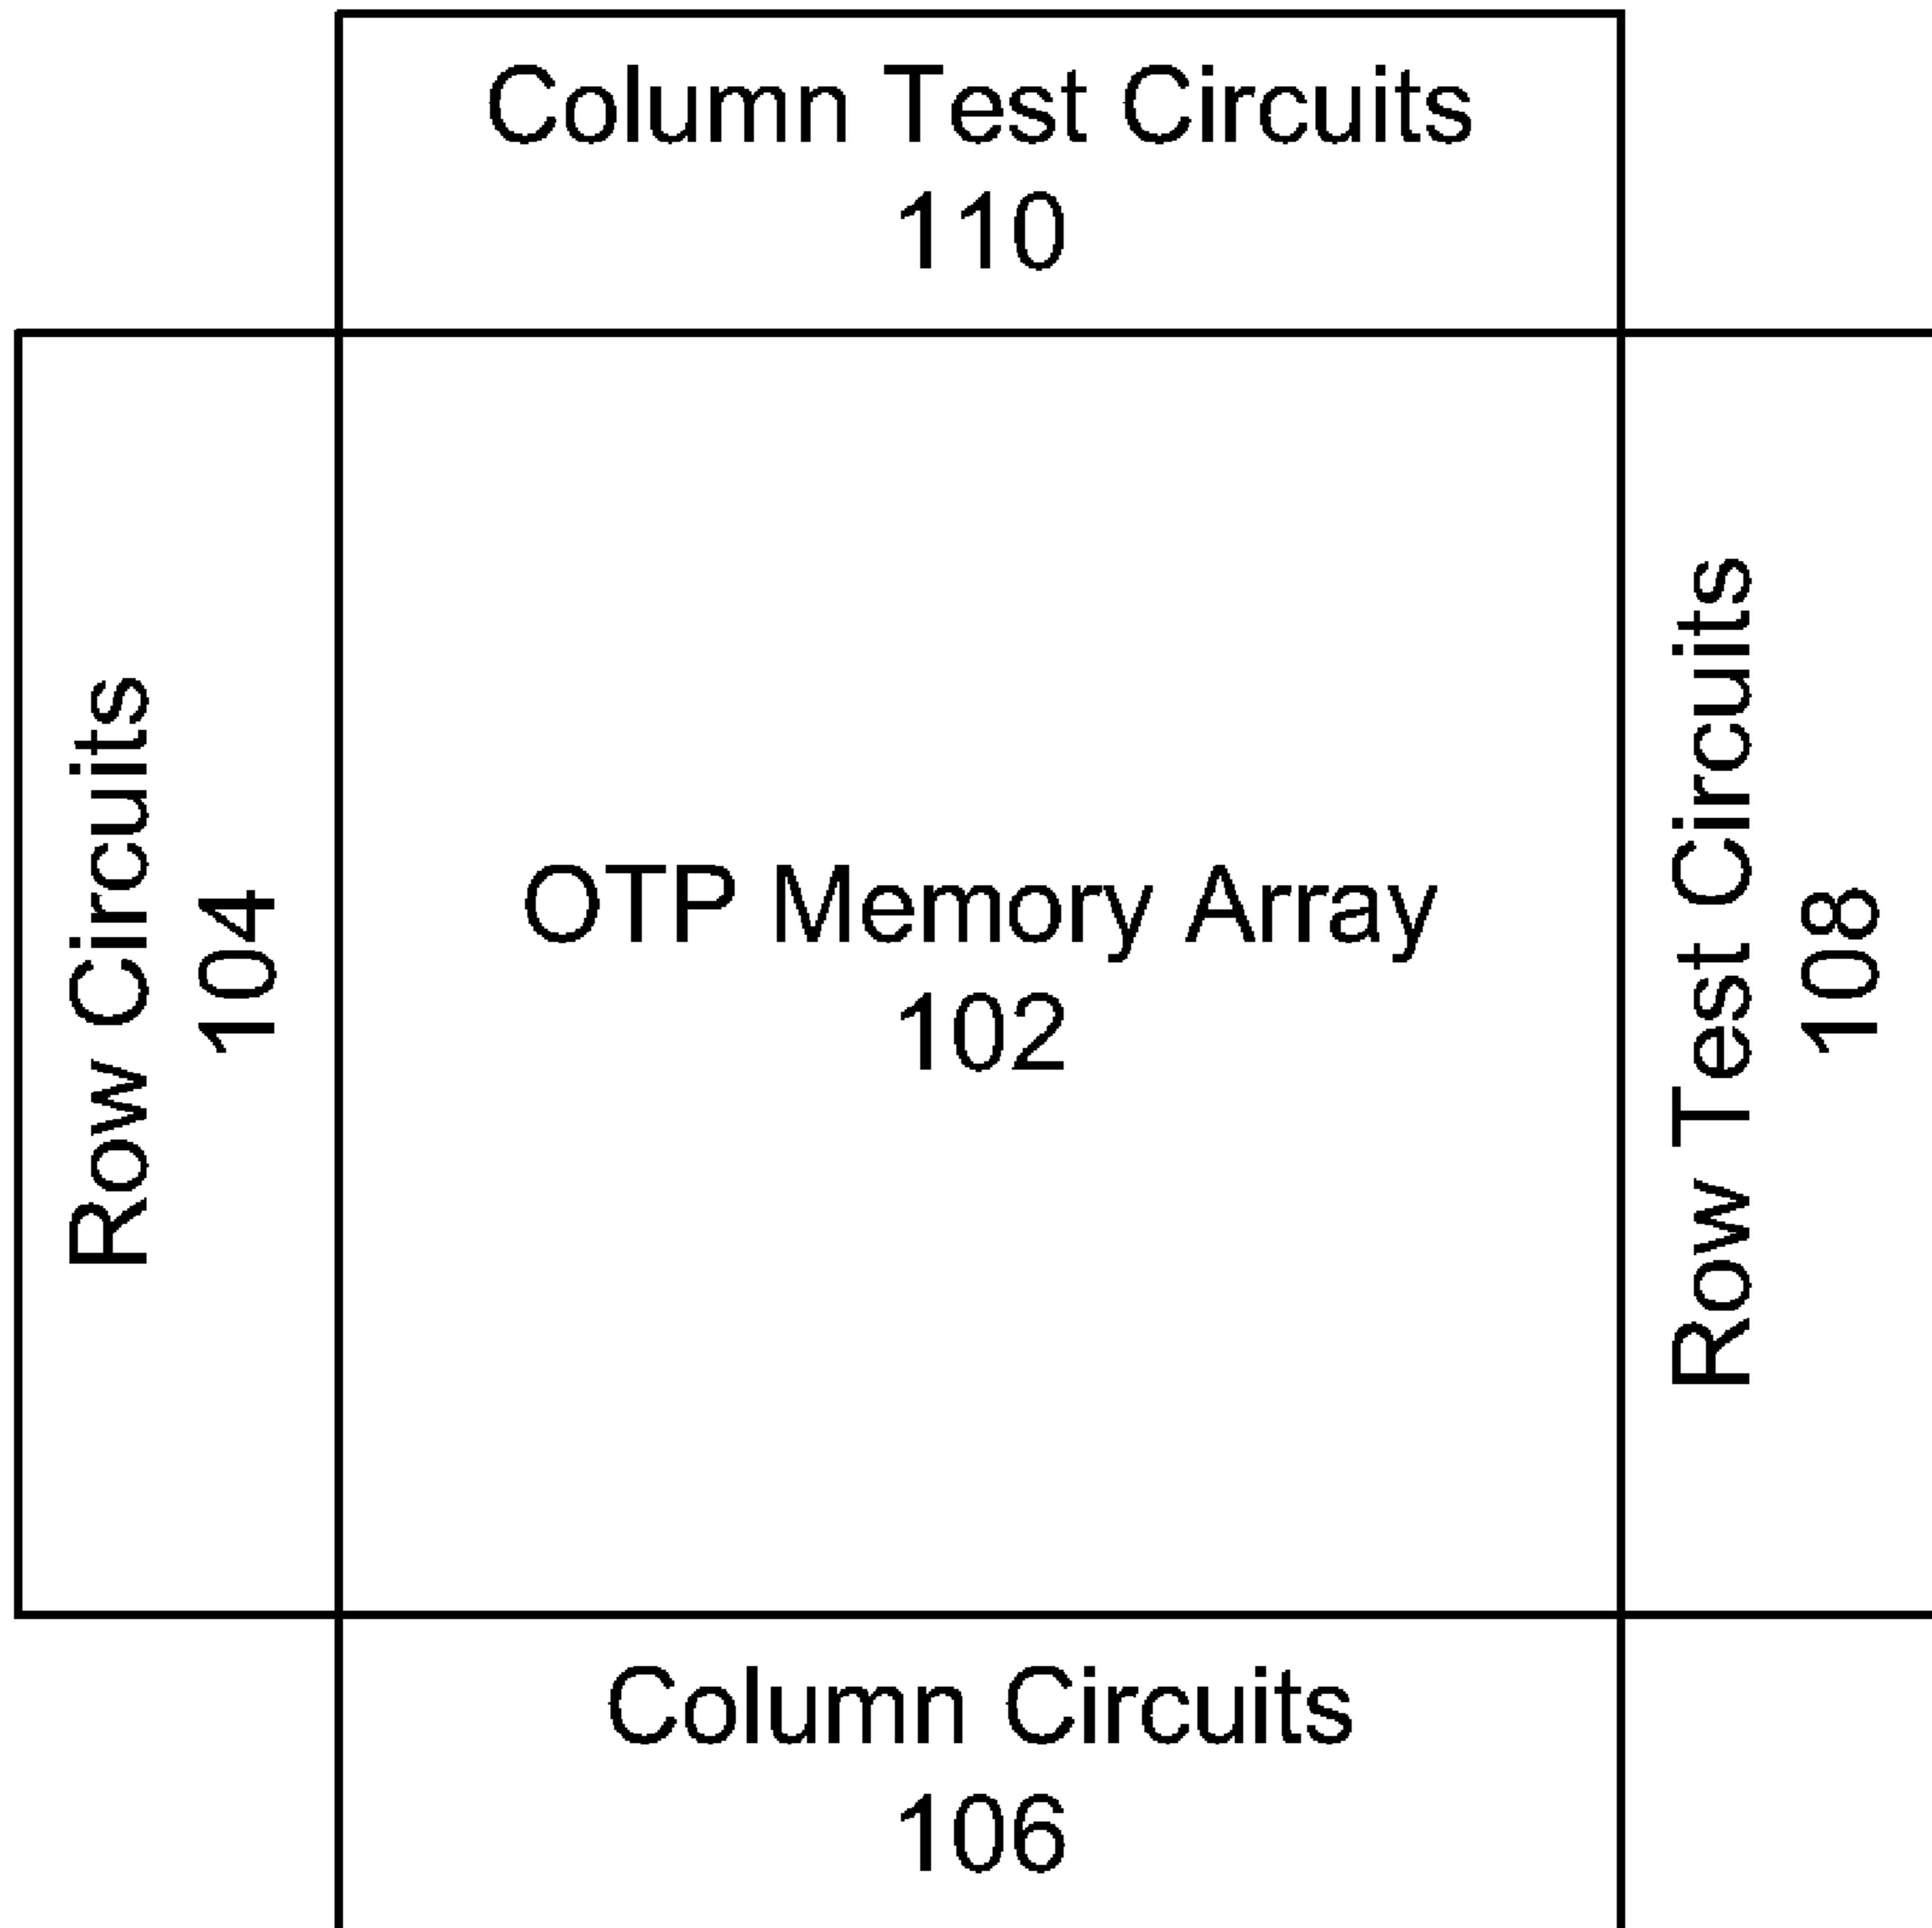 Column Test Circuits
110
Row Circuits
104
OTP Memory Array
102
Row Test Circuits
108
Column Circuits
106